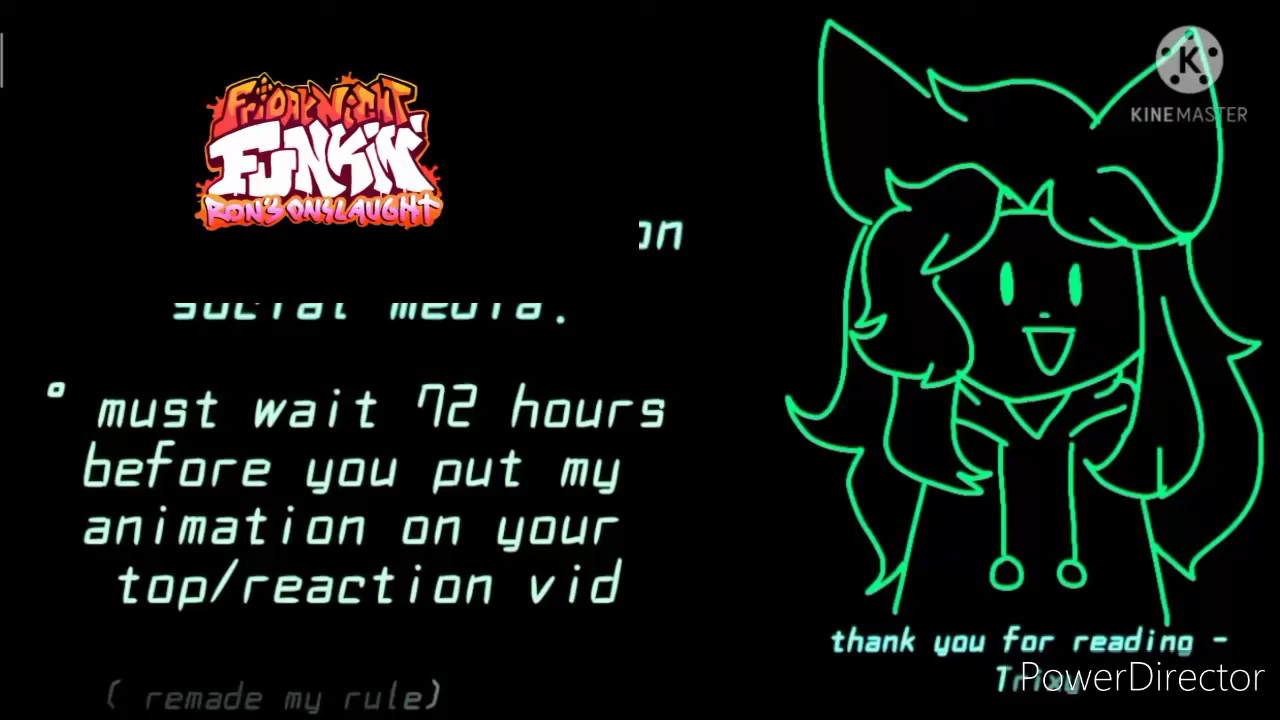 FRiDAY NiGHT
FUNKiN'
RON'S ONSLAUGHT
social media.
° must wait 72 hours
before you put my
animation on your
top/reaction vid
( remade my rule)
KINEMASTER
thank you for reading -
PowerDirector